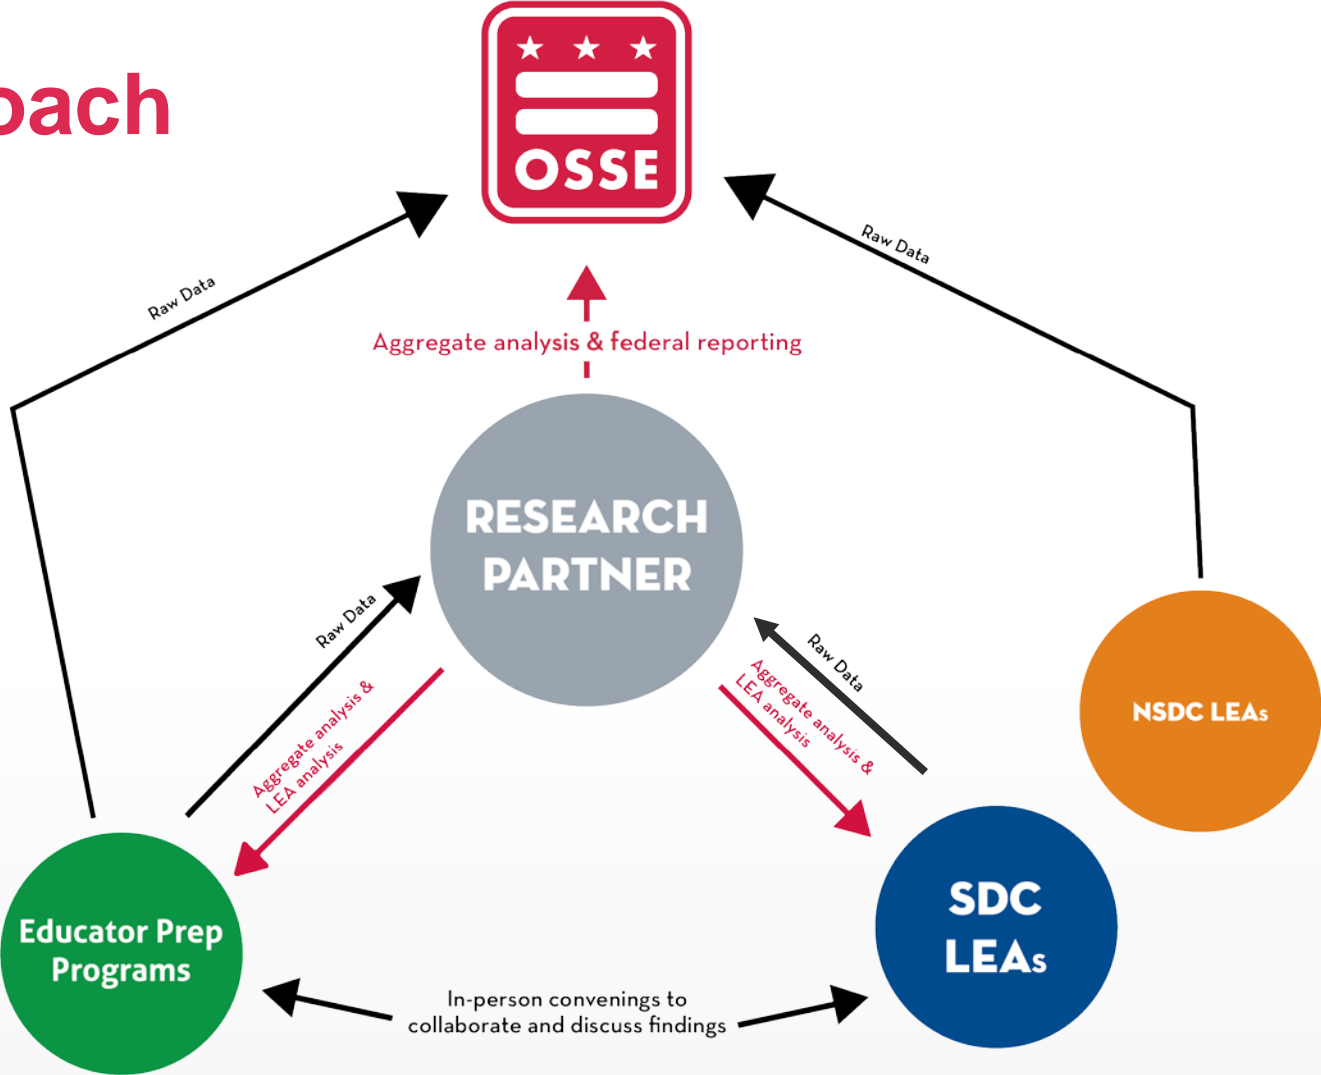 oach
OSSE
Raw Data
Raw Data
Aggregate analysis & federal reporting
RESEARCH
PARTNER
Raw Data
Aggregate analysis &
LEA analysis
Raw Data
Aggregate analysis &
LEA analysis
NSDC LEAs
Educator Prep
Programs
SDC
LEAs
In-person convenings to
collaborate and discuss findings